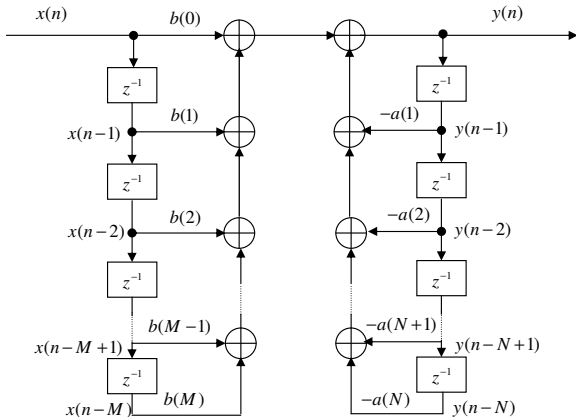 x(n) b(0) y(n)
z⁻¹ z⁻¹
x(n−1) b(1) −a(1) y(n−1)
z⁻¹ z⁻¹
x(n−2) b(2) −a(2) y(n−2)
z⁻¹ z⁻¹
x(n−M+1) b(M−1) −a(N+1) y(n−N+1)
z⁻¹ z⁻¹
x(n−M) b(M) −a(N) y(n−N)